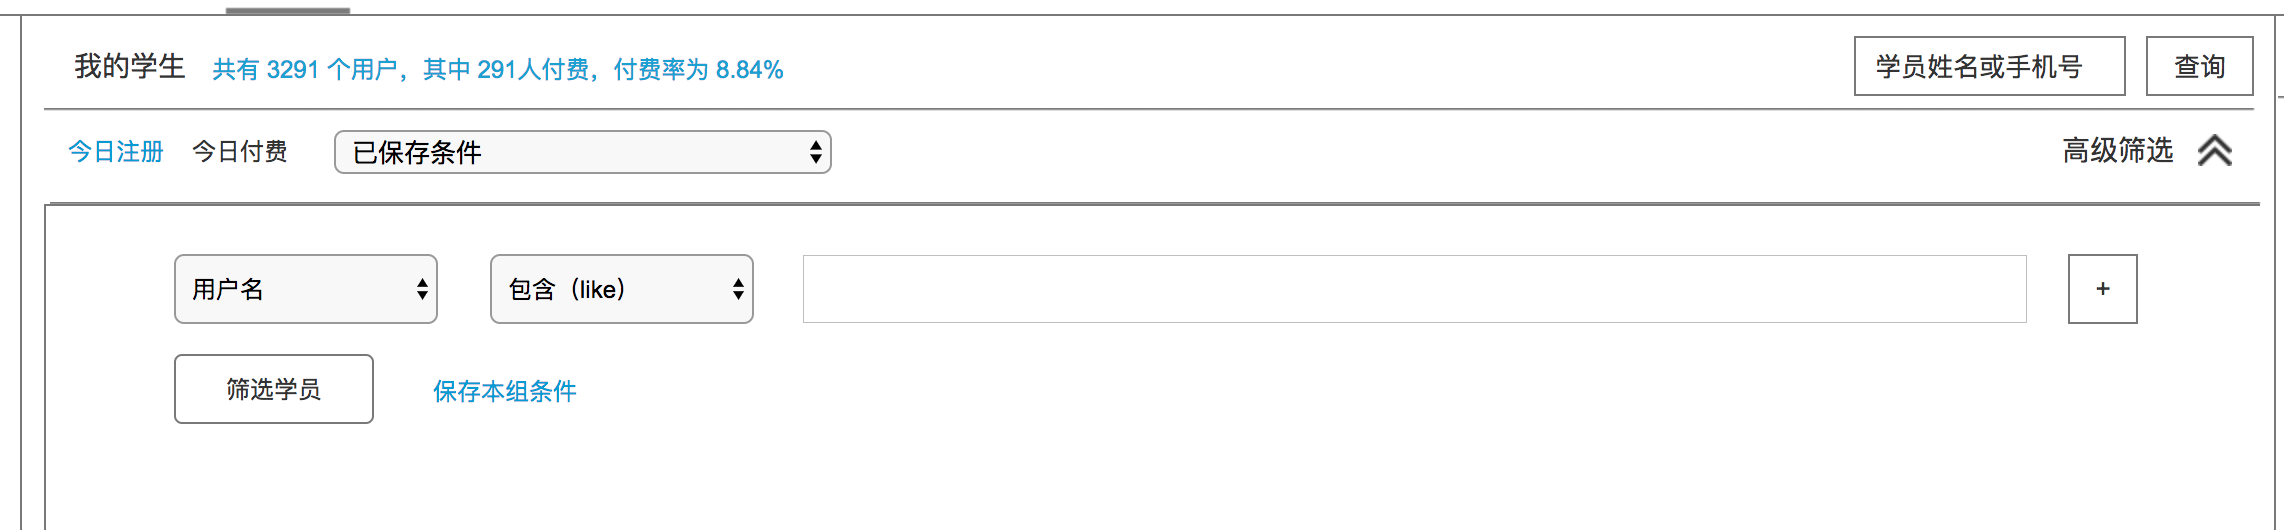 我的学生 共有 3291 个用户，其中 291人付费，付费率为 8.84% 学员姓名或手机号 查询
今日注册 今日付费 已保存条件 高级筛选
用户名 包含（like） +
筛选学员 保存本组条件